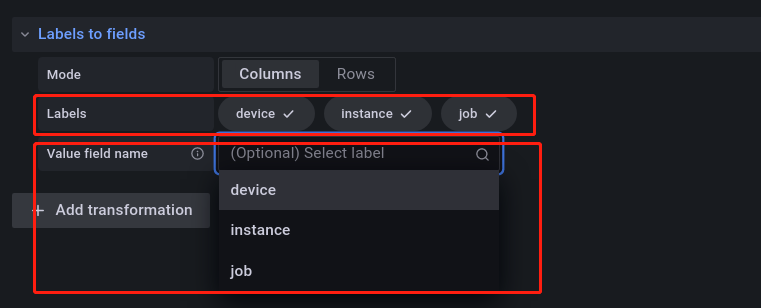 Labels to fields
Mode Columns Rows
Labels device instance job
Value field name (Optional) Select label
device
+ Add transformation
instance
job